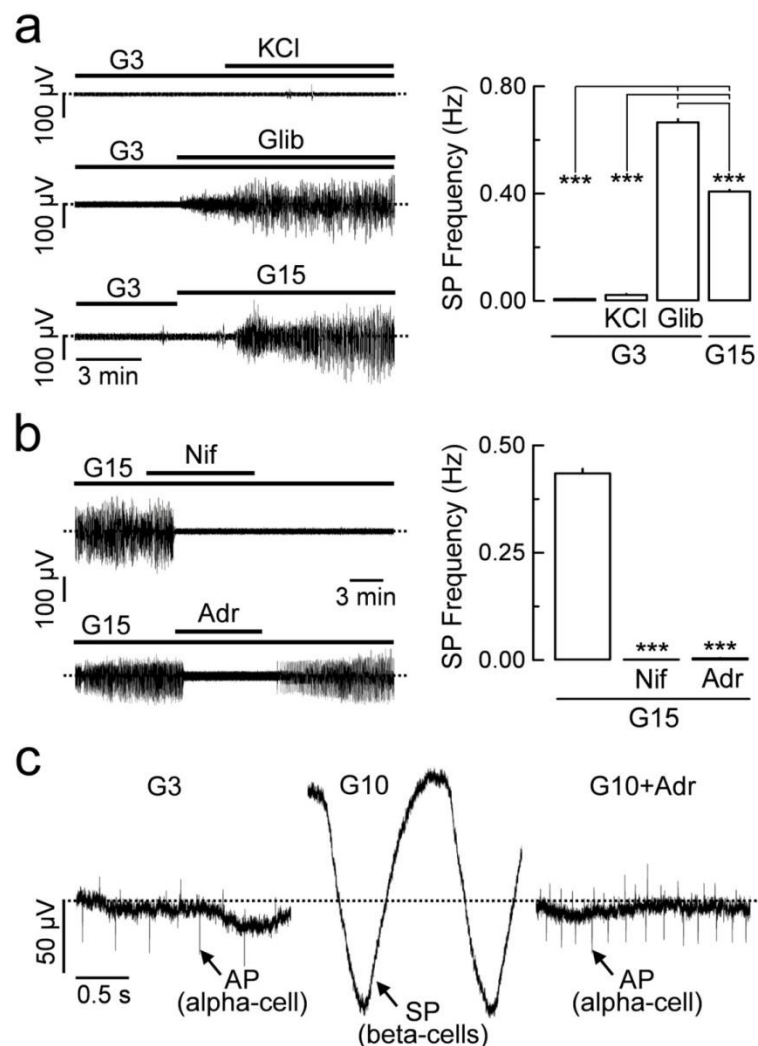 a
G3
KCl
100 µV
G3
Glib
100 µV
G3
G15
100 µV
3 min
SP Frequency (Hz)
0.80
0.40
0.00
***
***
***
KCl
Glib
G3
G15
b
G15
Nif
100 µV
3 min
G15
Adr
SP Frequency (Hz)
0.50
0.25
0.00
***
***
Nif
Adr
G15
c
G3
G10
G10+Adr
50 µV
0.5 s
AP
(alpha-cell)
SP
(beta-cells)
AP
(alpha-cell)